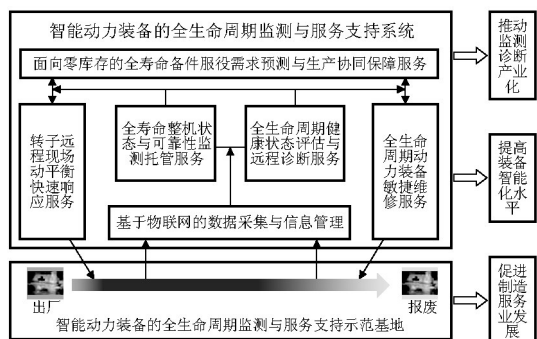 智能动力装备的全生命周期监测与服务支持系统
面向零库存的全寿命备件服役需求预测与生产协同保障服务
转子远
程现场
动平衡
快速响
应服务
全寿命整机状
态与可靠性监
测托管服务
全生命周期健
康状态评估与
远程诊断服务
全生命
周期动
力装备
敏捷维
修服务
基于物联网的数据采集与信息管理
出厂
报废
智能动力装备的全生命周期监测与服务支持示范基地
推动
监测
诊断
产业
化
提高
装备
智能
化水
平
促进
制造
服务
业发
展